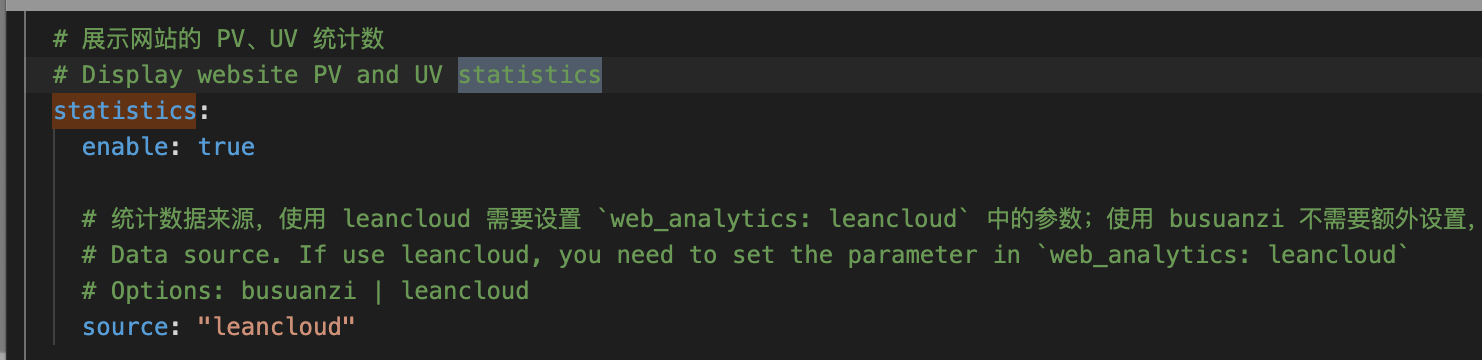 # 展示网站的 PV、UV 统计数
# Display website PV and UV statistics
statistics:
enable: true
# 统计数据来源，使用 leancloud 需要设置 `web_analytics: leancloud` 中的参数；使用 busuanzi 不需要额外设置，
# Data source. If use leancloud, you need to set the parameter in `web_analytics: leancloud`
# Options: busuanzi | leancloud
source: "leancloud"